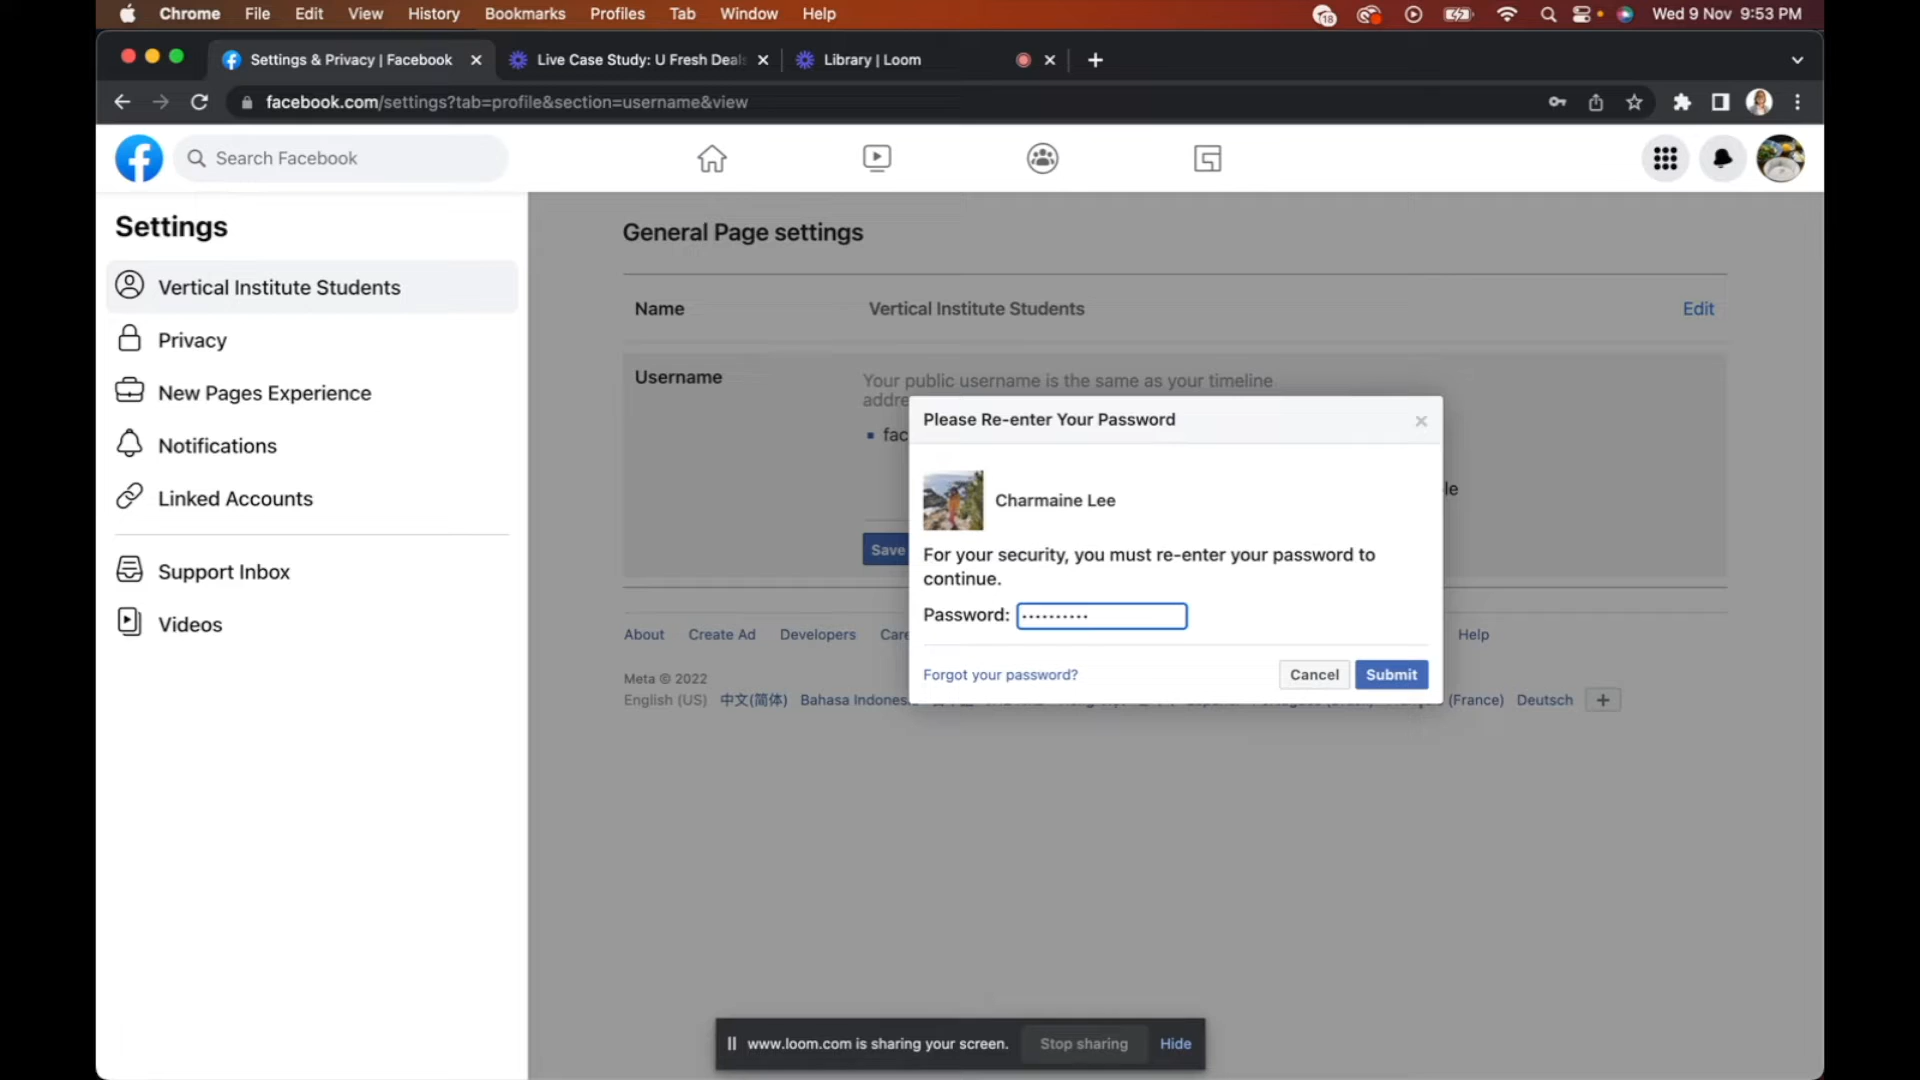 Chrome File Edit View History Bookmarks Profiles Tab Window Help 18 Wed 9 Nov 9:53 PM
Settings & Privacy | Facebook Live Case Study: U Fresh Deals Library | Loom
facebook.com/settings?tab=profile&section=username&view
Search Facebook
Settings
Vertical Institute Students
Privacy
New Pages Experience
Notifications
Linked Accounts
Support Inbox
Videos
General Page settings
Name Vertical Institute Students Edit
Username Your public username is the same as your timeline
addre
fac
le
Save
Please Re-enter Your Password
Charmaine Lee
For your security, you must re-enter your password to
continue.
Password: ••••••••••
Forgot your password? Cancel Submit
About Create Ad Developers Care Help
Meta © 2022
English (US) 中文(简体) Bahasa Indones (France) Deutsch
www.loom.com is sharing your screen. Stop sharing Hide